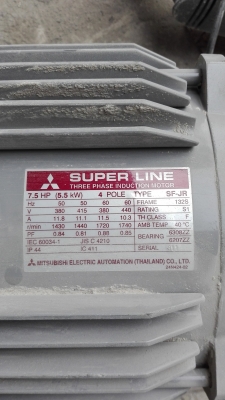 SUPER LINE
THREE PHASE INDUCTION MOTOR
7.5 HP (5.5 kW) 4 POLE TYPE SF-JR
Hz 50 50 60 60 FRAME 132S
V 380 415 380 440 RATING S1
A 11.8 11.1 11.5 10.3 TH CLASS F
r/min 1430 1440 1720 1740 AMB TEMP. 40°C
PF 0.84 0.81 0.88 0.85 BEARING 6308ZZ
IEC 60034-1 JIS C 4210 6207ZZ
IP 44 IC 411 SERIAL
MITSUBISHI ELECTRIC AUTOMATION (THAILAND) CO., LTD.